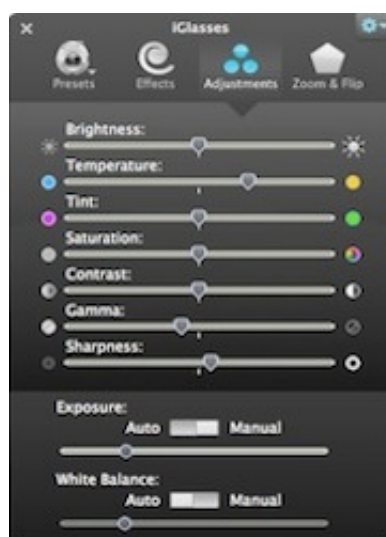 iGlasses
Presets Effects Adjustments Zoom & Flip
Brightness:
Temperature:
Tint:
Saturation:
Contrast:
Gamma:
Sharpness:
Exposure:
Auto Manual
White Balance:
Auto Manual